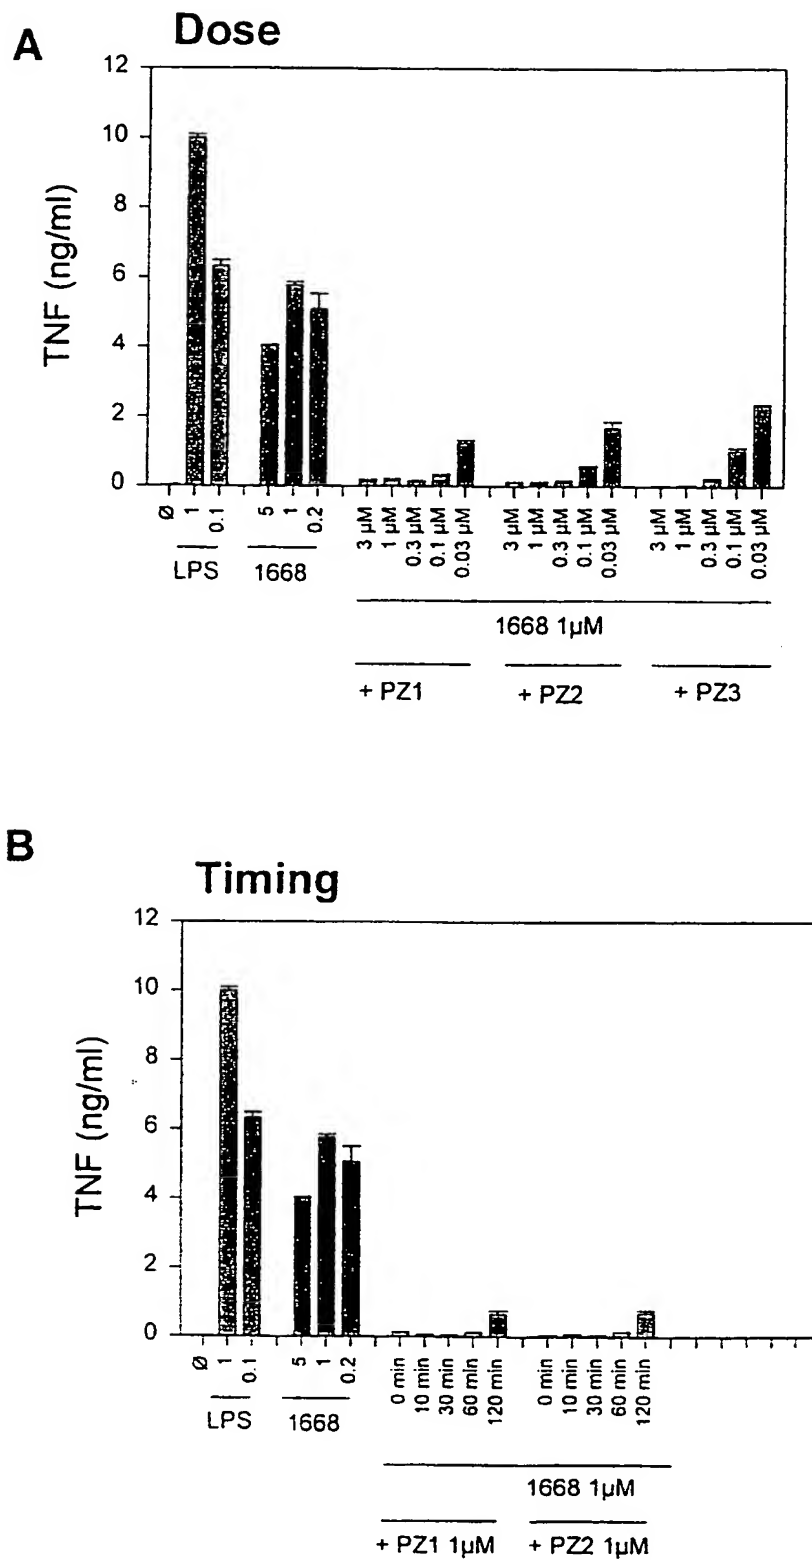 A
Dose
12
10
8
6
4
2
0
TNF (ng/ml)
Ø 1 0.1 5 1 0.2 3 µM 1 µM 0.3 µM 0.1 µM 0.03 µM 3 µM 1 µM 0.3 µM 0.1 µM 0.03 µM 3 µM 1 µM 0.3 µM 0.1 µM 0.03 µM
LPS 1668
1668 1µM
+ PZ1 + PZ2 + PZ3
B
Timing
12
10
8
6
4
2
0
TNF (ng/ml)
Ø 1 0.1 5 1 0.2 0 min 10 min 30 min 60 min 120 min 0 min 10 min 30 min 60 min 120 min
LPS 1668
1668 1µM
+ PZ1 1µM + PZ2 1µM